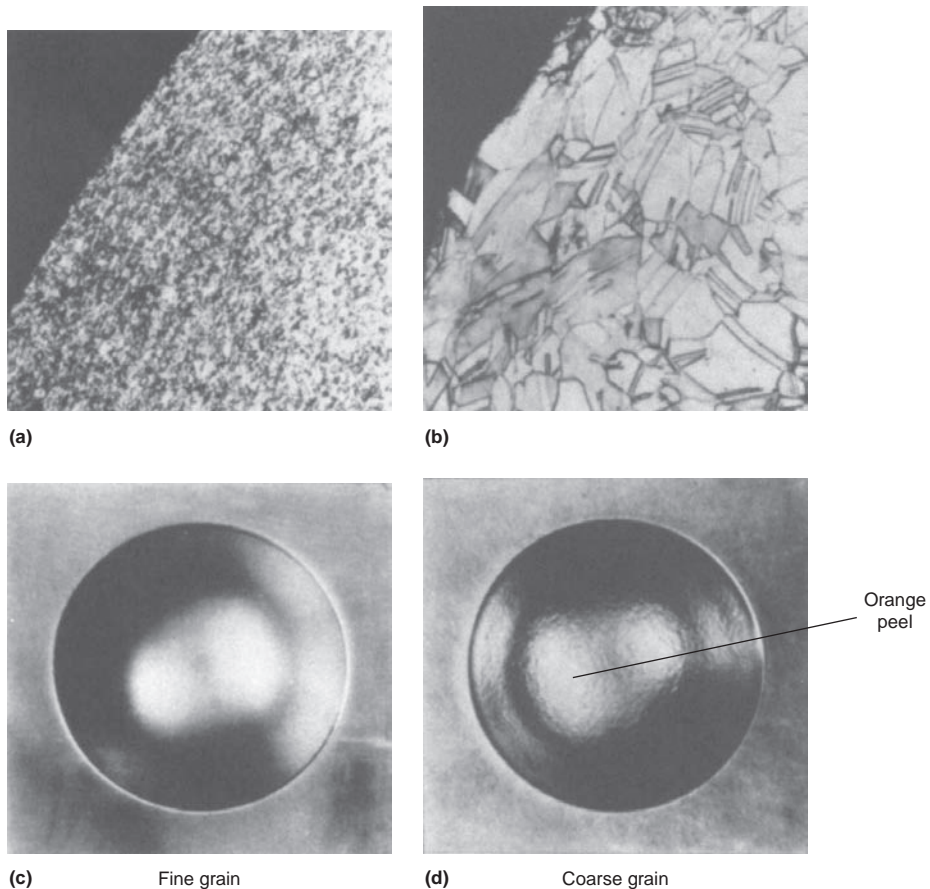 (a)
(b)
Orange
peel
(c)
Fine grain
(d)
Coarse grain